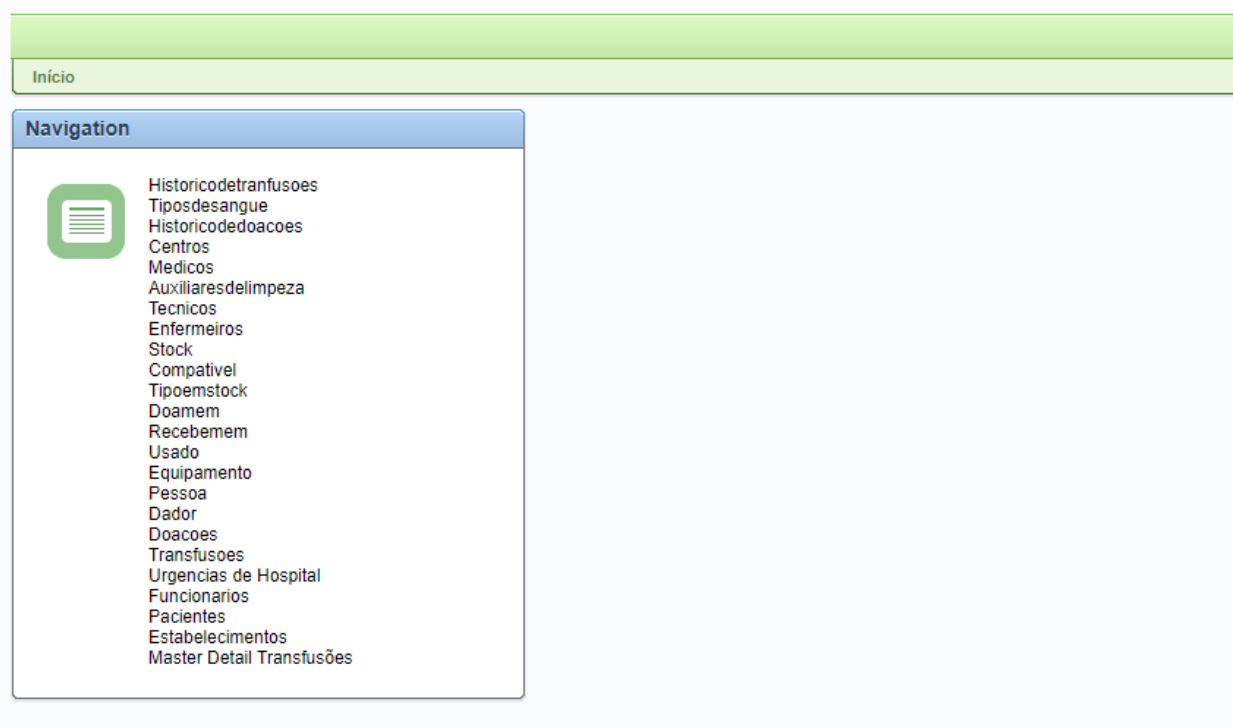 Início
Navigation
Historicodetranfusoes
Tiposdesangue
Historicodedoacoes
Centros
Medicos
Auxiliaresdelimpeza
Tecnicos
Enfermeiros
Stock
Compativel
Tipoemstock
Doamem
Recebemem
Usado
Equipamento
Pessoa
Dador
Doacoes
Transfusoes
Urgencias de Hospital
Funcionarios
Pacientes
Estabelecimentos
Master Detail Transfusões